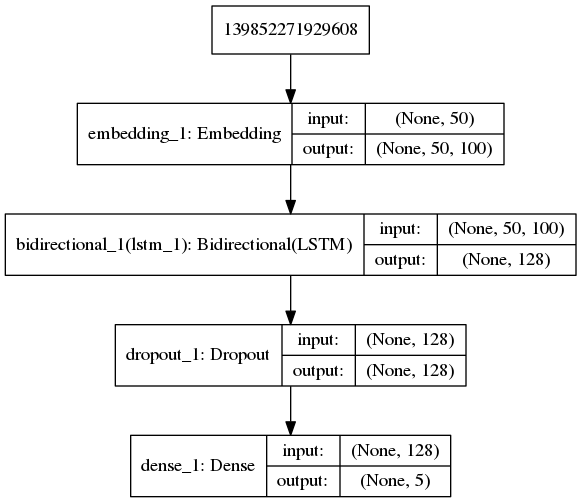 139852271929608
embedding_1: Embedding
input:
(None, 50)
output:
(None, 50, 100)
bidirectional_1(lstm_1): Bidirectional(LSTM)
input:
(None, 50, 100)
output:
(None, 128)
dropout_1: Dropout
input:
(None, 128)
output:
(None, 128)
dense_1: Dense
input:
(None, 128)
output:
(None, 5)